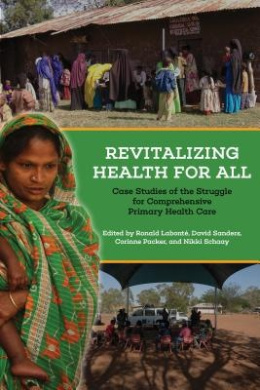 REVITALIZING
HEALTH FOR ALL
Case Studies of the Struggle
for Comprehensive
Primary Health Care
Edited by Ronald Labonté, David Sanders,
Corinne Packer, and Nikki Schaay